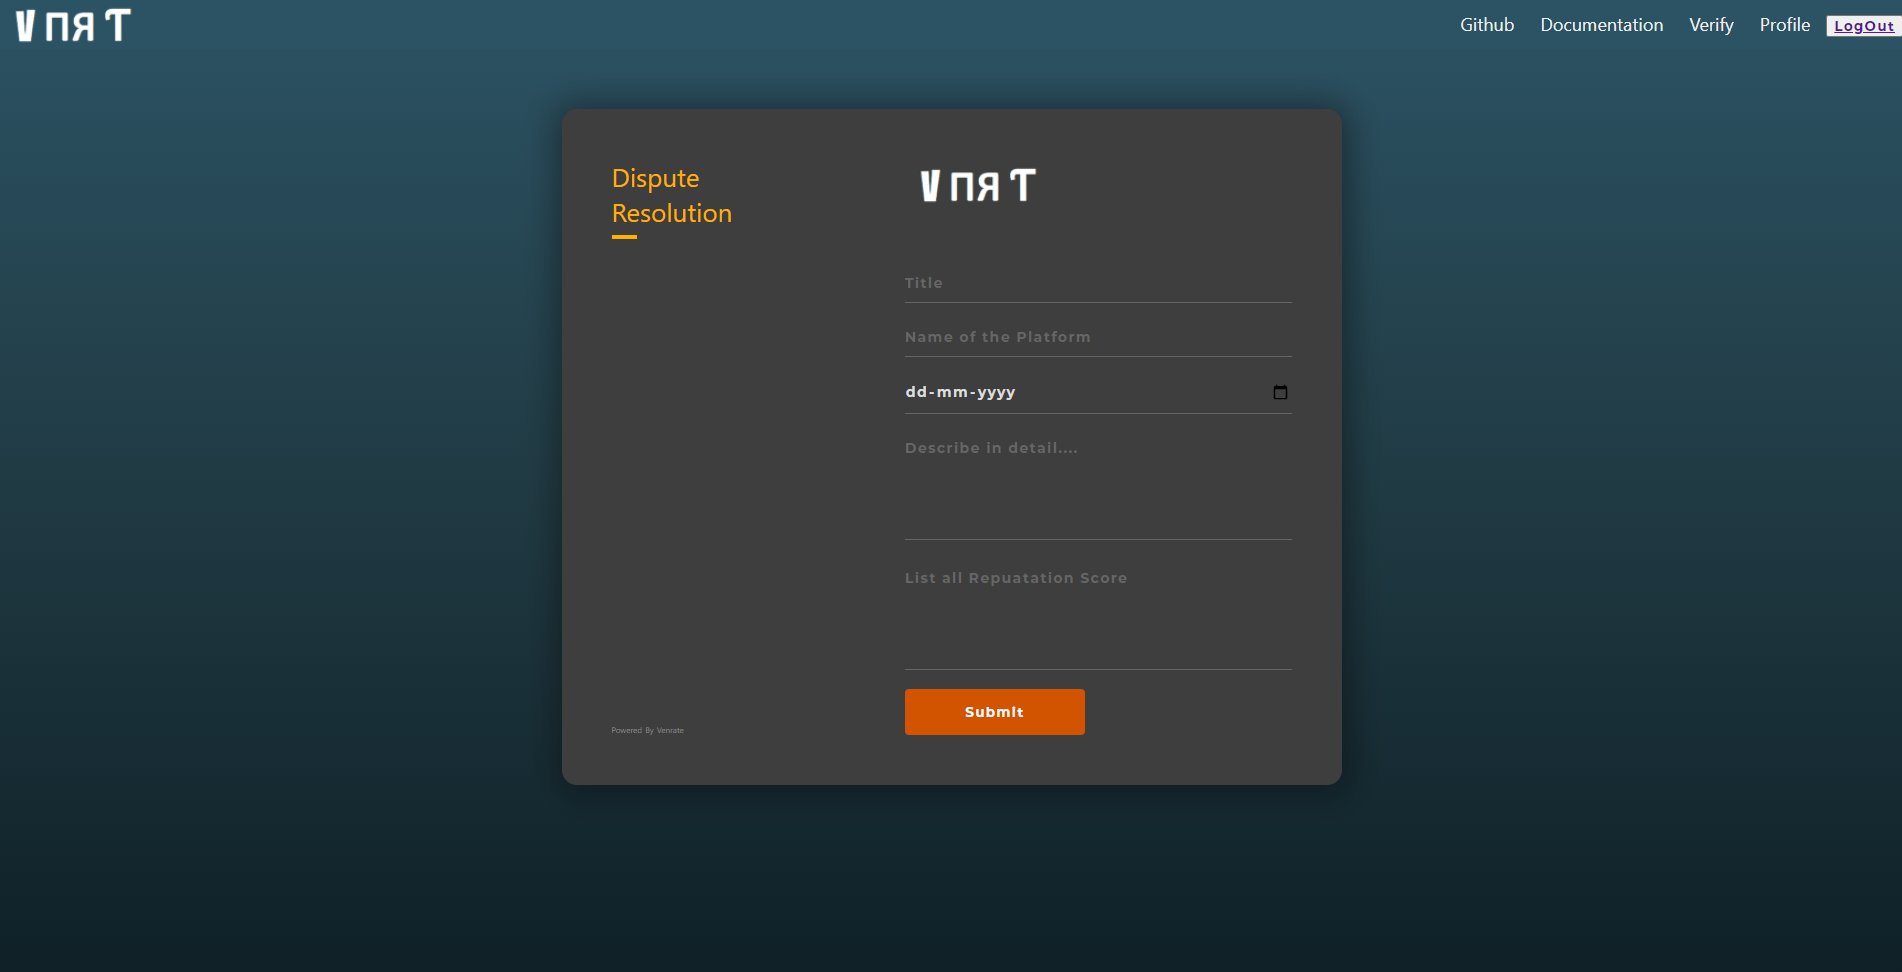 VПЯT
Github Documentation Verify Profile LogOut
Dispute
Resolution
VПЯT
Title
Name of the Platform
dd-mm-yyyy
Describe in detail....
List all Repuatation Score
Submit
Powered By Venrate